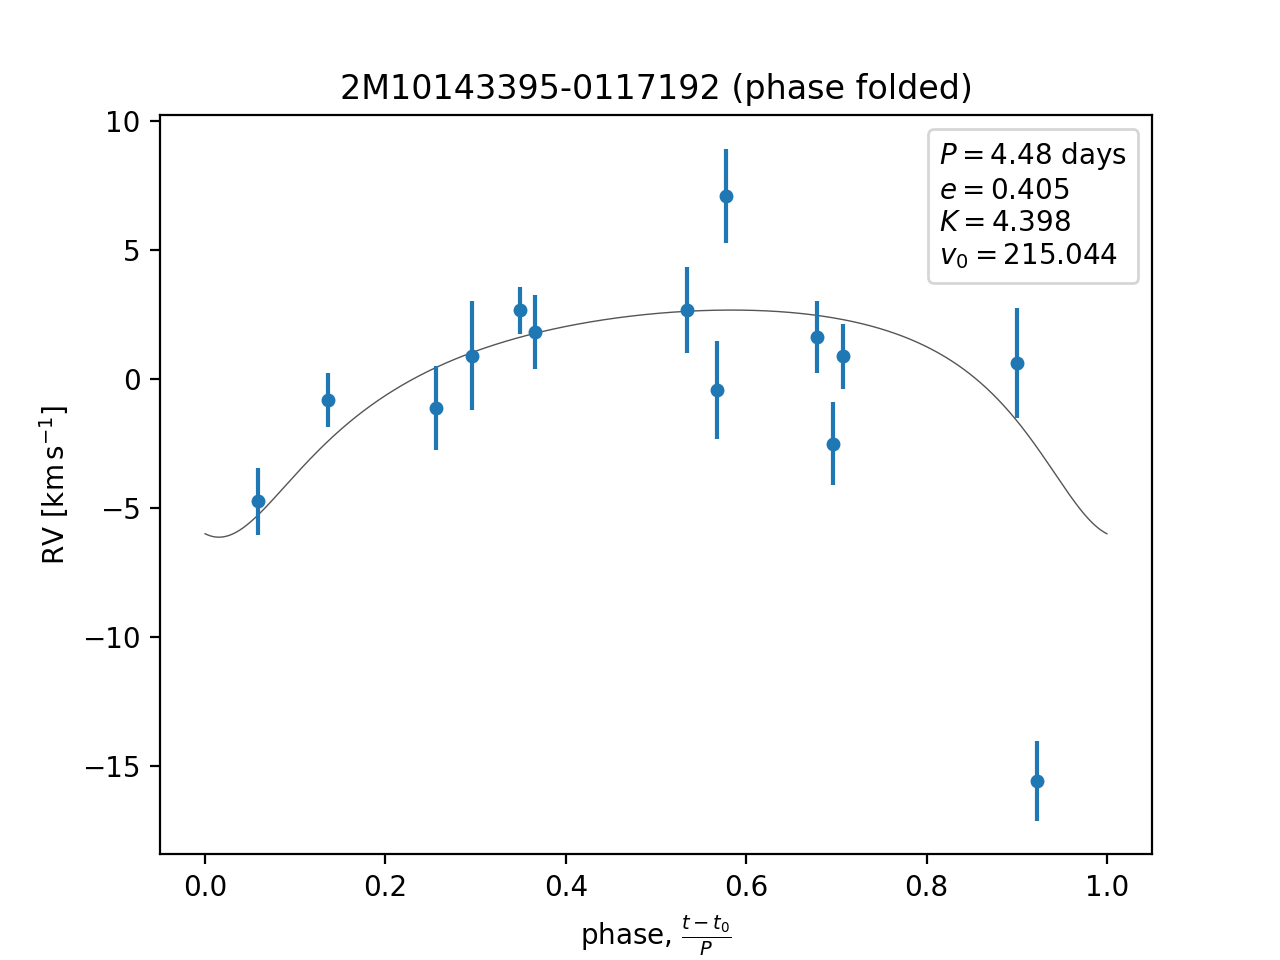 2M10143395-0117192 (phase folded)
P = 4.48 days
e = 0.405
K = 4.398
v₀ = 215.044
10
5
0
−5
−10
−15
RV [km s⁻¹]
0.0 0.2 0.4 0.6 0.8 1.0
phase, (t − t₀)/P